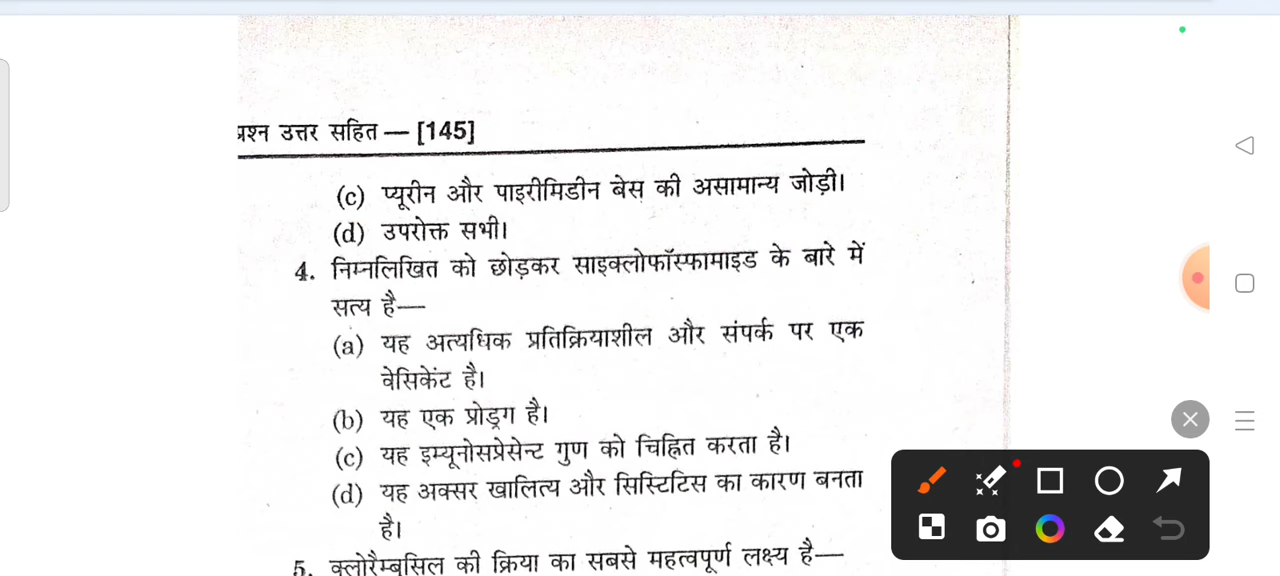 प्रश्न उत्तर सहित — [145]
(c) प्यूरीन और पाइरीमिडीन बेस की असामान्य जोड़ी।
(d) उपरोक्त सभी।
4. निम्नलिखित को छोड़कर साइक्लोफॉस्फामाइड के बारे में
सत्य है—
(a) यह अत्यधिक प्रतिक्रियाशील और संपर्क पर एक
वेसिकेंट है।
(b) यह एक प्रोड्रग है।
(c) यह इम्यूनोसप्रेसेन्ट गुण को चिह्नित करता है।
(d) यह अक्सर खालित्य और सिस्टिटिस का कारण बनता
है।
5. क्लोरैम्बुसिल की क्रिया का सबसे महत्वपूर्ण लक्ष्य है—